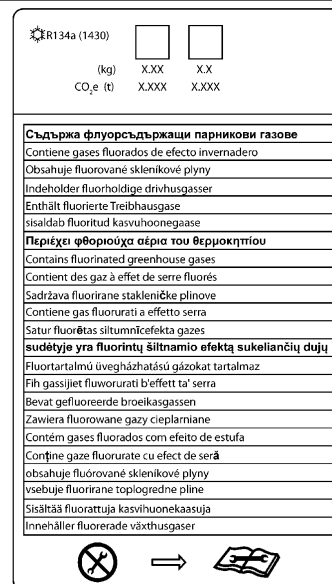 R134a (1430)
(kg) X.XX X.X
CO2e (t) X.XXX X.XXX
Съдържа флуорсъдържащи парникови газове
Contiene gases fluorados de efecto invernadero
Obsahuje fluorované skleníkové plyny
Indeholder fluorholdige drivhusgasser
Enthält fluorierte Treibhausgase
sisaldab fluoritud kasvuhoonegaase
Περιέχει φθοριούχα αέρια του θερμοκηπίου
Contains fluorinated greenhouse gases
Contient des gaz à effet de serre fluorés
Sadržava fluorirane stakleničke plinove
Contiene gas fluorurati a effetto serra
Satur fluorētas siltumnīcefekta gazes
sudėtyje yra fluorintų šiltnamio efektą sukeliančių dujų
Fluortartalmú üvegházhatású gázokat tartalmaz
Fih gassijiet fluworurati b'effett ta' serra
Bevat gefluoreerde broeikasgassen
Zawiera fluorowane gazy cieplarniane
Contém gases fluorados com efeito de estufa
Conține gaze fluorurate cu efect de seră
obsahuje fluórované skleníkové plyny
vsebuje fluorirane toplogredne pline
Sisältää fluorattuja kasvihuonekaasuja
Innehåller fluorerade växthusgaser